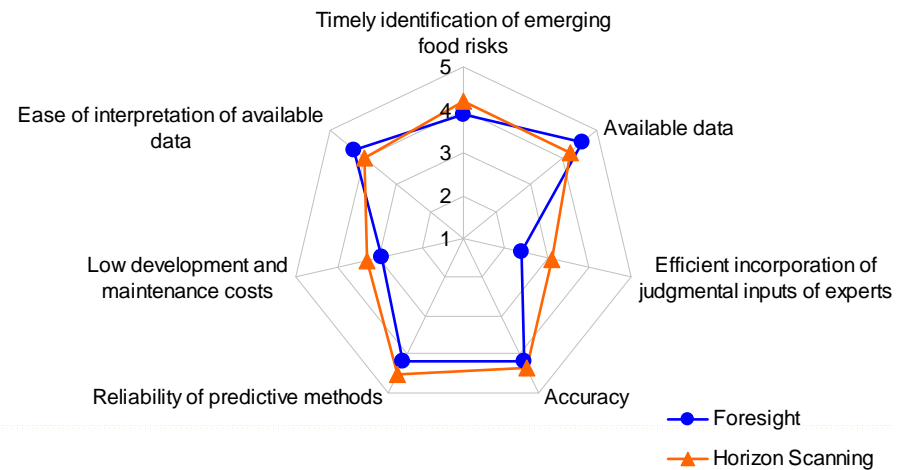 Timely identification of emerging
food risks
5
4
3
2
1
Ease of interpretation of available
data
Available data
Low development and
maintenance costs
Efficient incorporation of
judgmental inputs of experts
Reliability of predictive methods
Accuracy
Foresight
Horizon Scanning